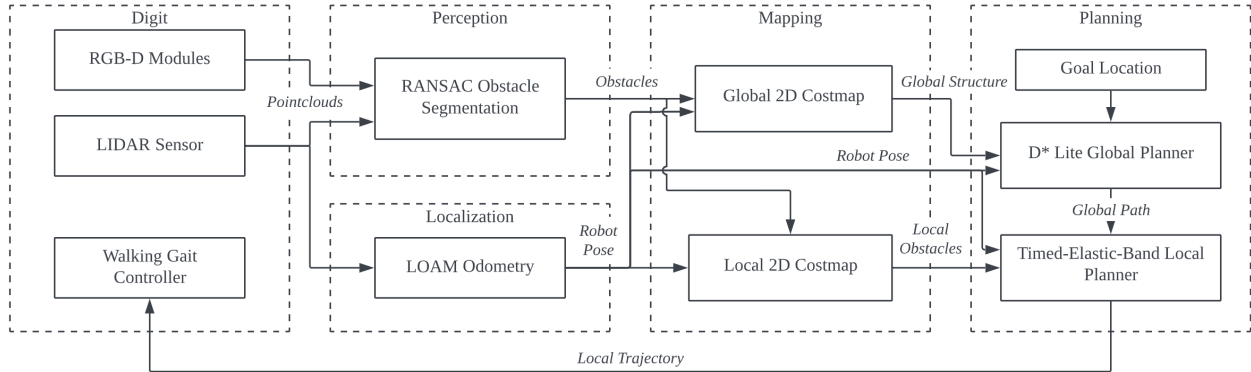 Digit
RGB-D Modules
LIDAR Sensor
Walking Gait
Controller
Pointclouds
Perception
RANSAC Obstacle
Segmentation
Localization
LOAM Odometry
Obstacles
Robot
Pose
Mapping
Global 2D Costmap
Local 2D Costmap
Global Structure
Robot Pose
Local
Obstacles
Planning
Goal Location
D* Lite Global Planner
Global Path
Timed-Elastic-Band Local
Planner
Local Trajectory